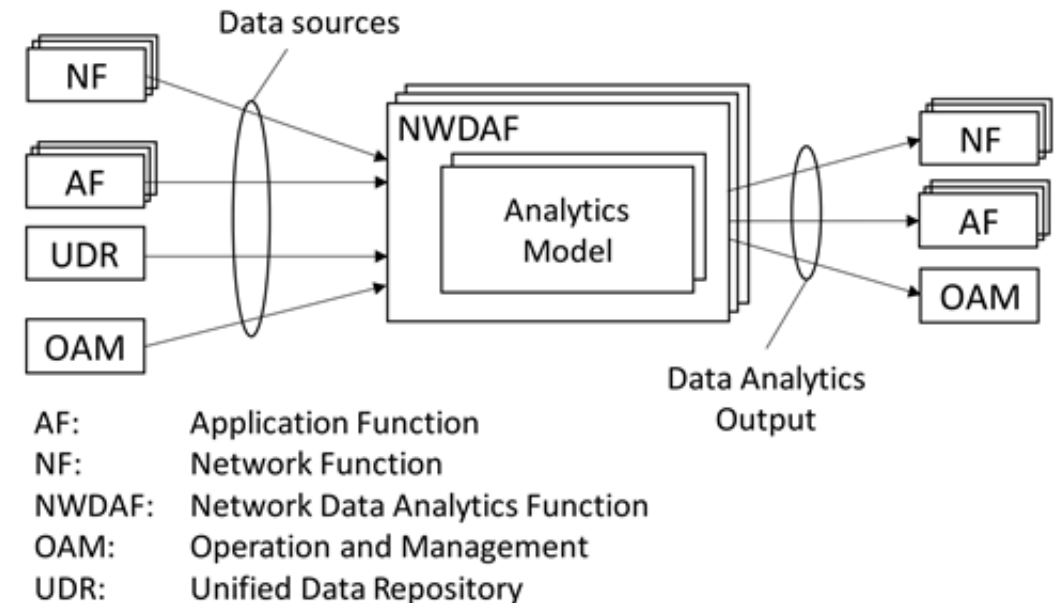 Data sources
NF
AF
UDR
OAM
NWDAF
Analytics
Model
NF
AF
OAM
Data Analytics
Output
AF: Application Function
NF: Network Function
NWDAF: Network Data Analytics Function
OAM: Operation and Management
UDR: Unified Data Repository